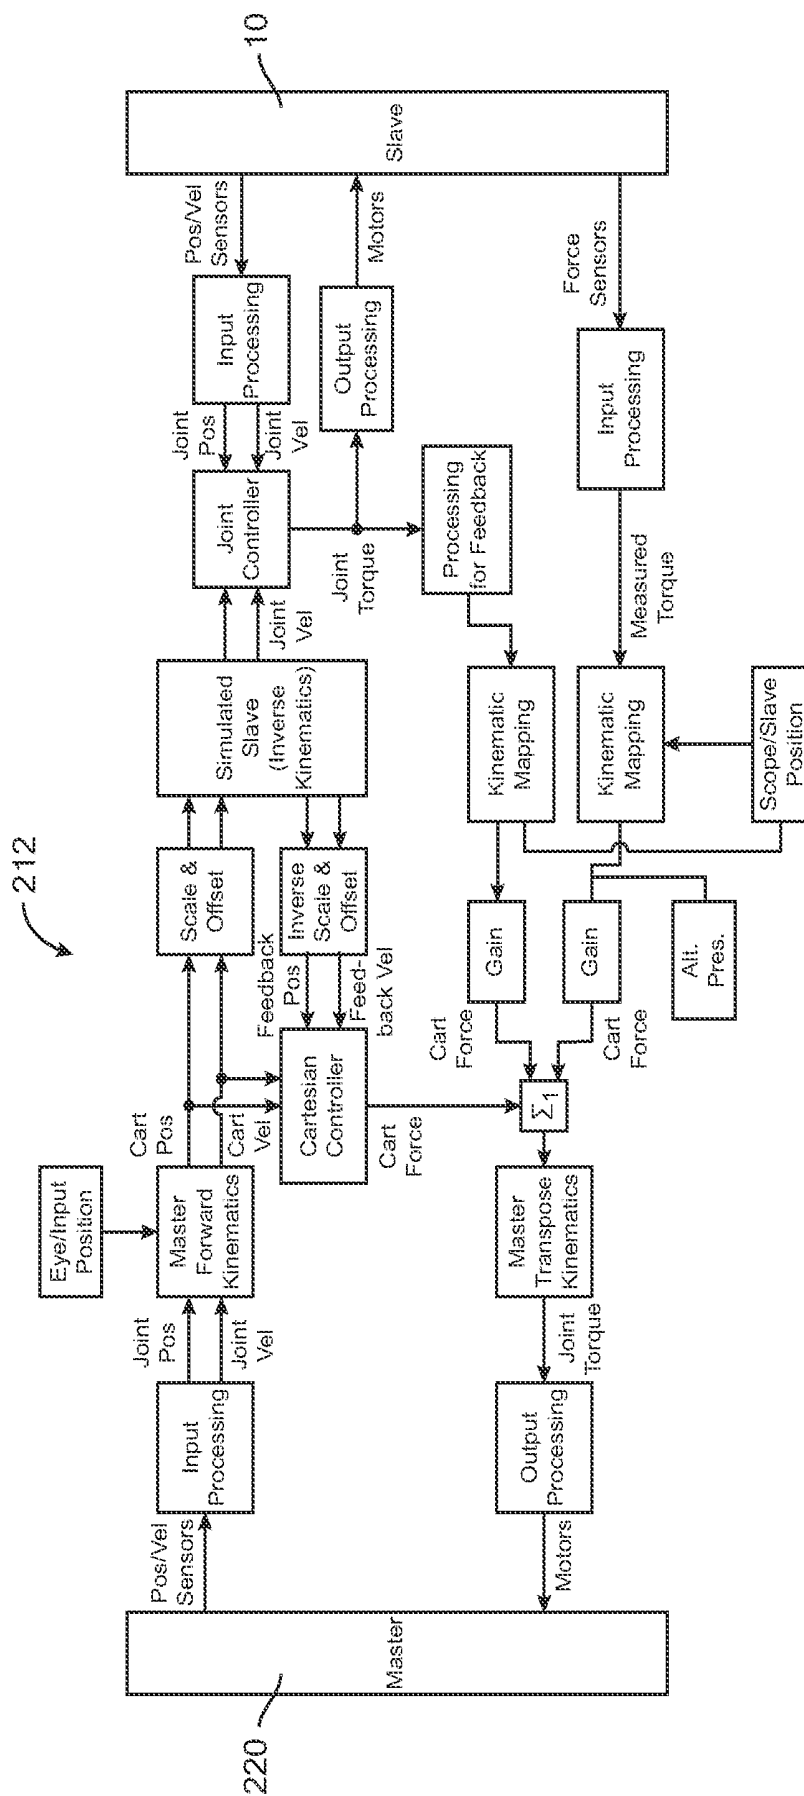 212
220
Master
Pos/Vel
Sensors
Input
Processing
Joint
Pos
Joint
Vel
Eye/Input
Position
Master
Forward
Kinematics
Cart
Pos
Cart
Vel
Scale &
Offset
Simulated
Slave
(Inverse
Kinematics)
Joint
Vel
Joint
Controller
Joint
Pos
Joint
Vel
Input
Processing
Pos/Vel
Sensors
Slave
10
Cartesian
Controller
Feedback
Pos
Feed-
back Vel
Inverse
Scale &
Offset
Joint
Torque
Output
Processing
Motors
Processing
for Feedback
Cart
Force
Motors
Output
Processing
Joint
Torque
Master
Transpose
Kinematics
Σ1
Cart
Force
Gain
Kinematic
Mapping
Cart
Force
Gain
Kinematic
Mapping
Measured
Torque
Input
Processing
Force
Sensors
Alt.
Pres.
Scope/Slave
Position